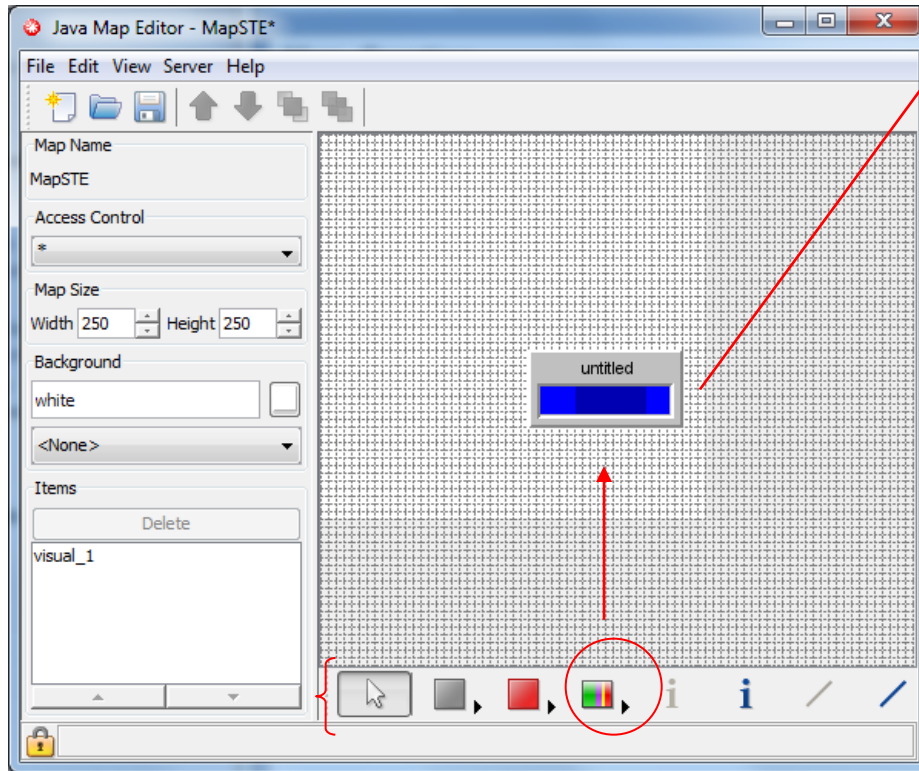 Java Map Editor - MapSTE*
File Edit View Server Help
Map Name
MapSTE
Access Control
*
Map Size
Width 250 Height 250
Background
white
<None>
Items
Delete
visual_1
untitled
i i